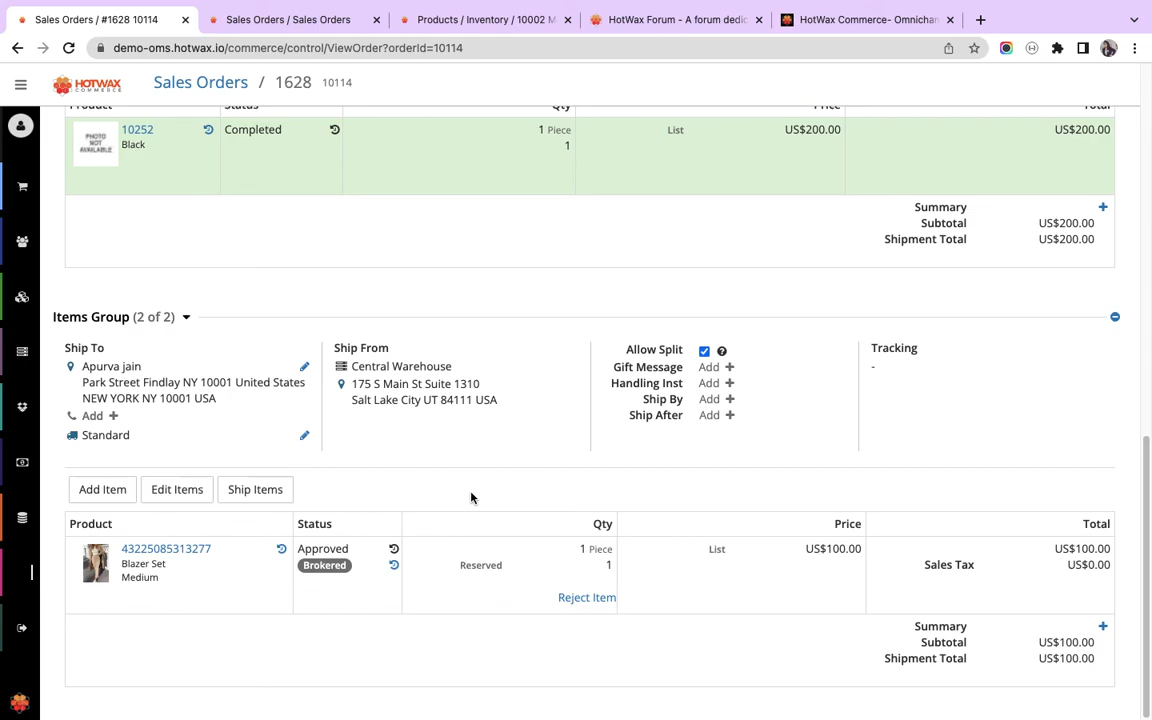 Sales Orders / #1628 10114
Sales Orders / Sales Orders
Products / Inventory / 10002 M
HotWax Forum - A forum dedic
HotWax Commerce- Omnichan
demo-oms.hotwax.io/commerce/control/ViewOrder?orderId=10114
HOTWAX
COMMERCE
Sales Orders / 1628 10114
Product Status Qty Price Total
PHOTO
NOT
AVAILABLE
10252 Completed 1 Piece List US$200.00 US$200.00
Black 1
Summary
Subtotal US$200.00
Shipment Total US$200.00
Items Group (2 of 2)
Ship To Ship From Allow Split Tracking
Apurva jain Central Warehouse Gift Message Add -
Park Street Findlay NY 10001 United States 175 S Main St Suite 1310 Handling Inst Add
NEW YORK NY 10001 USA Salt Lake City UT 84111 USA Ship By Add
Add Ship After Add
Standard
Add Item Edit Items Ship Items
Product Status Qty Price Total
43225085313277 Approved 1 Piece List US$100.00 US$100.00
Blazer Set Brokered Reserved 1 Sales Tax US$0.00
Medium
Reject Item
Summary
Subtotal US$100.00
Shipment Total US$100.00